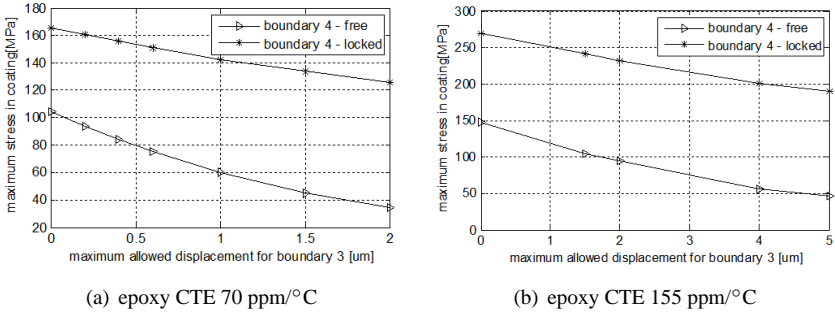 maximum stress in coating[MPa]
180
160
140
120
100
80
60
40
20
0
0.5
1
1.5
2
boundary 4 - free
boundary 4 - locked
maximum allowed displacement for boundary 3 [um]
(a) epoxy CTE 70 ppm/°C
maximum stress in coating[MPa]
300
250
200
150
100
50
0
0
1
2
3
4
5
boundary 4 - free
boundary 4 - locked
maximum allowed displacement for boundary 3 [um]
(b) epoxy CTE 155 ppm/°C